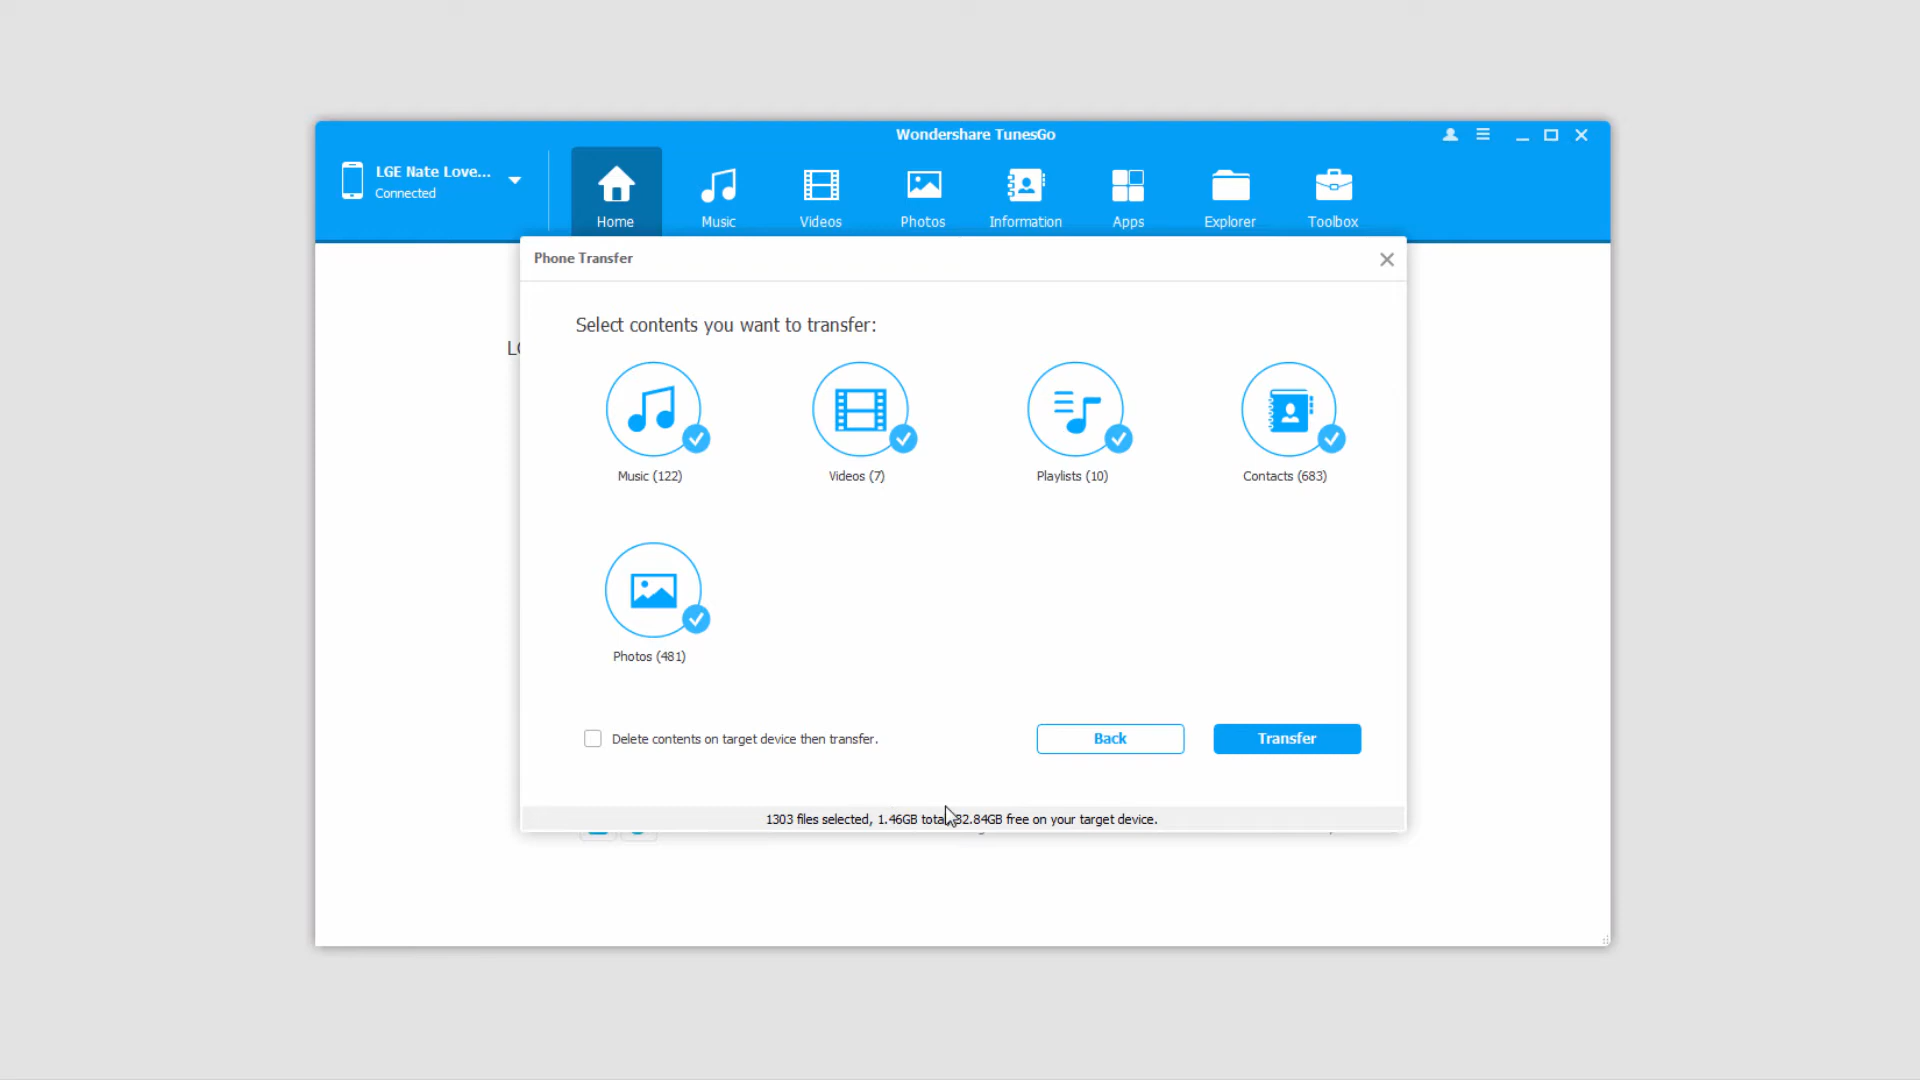 Wondershare TunesGo
LGE Nate Love...
Connected
Home
Music
Videos
Photos
Information
Apps
Explorer
Toolbox
Phone Transfer
Select contents you want to transfer:
Music (122)
Videos (7)
Playlists (10)
Contacts (683)
Photos (481)
Delete contents on target device then transfer.
Back
Transfer
1303 files selected, 1.46GB total, 32.84GB free on your target device.